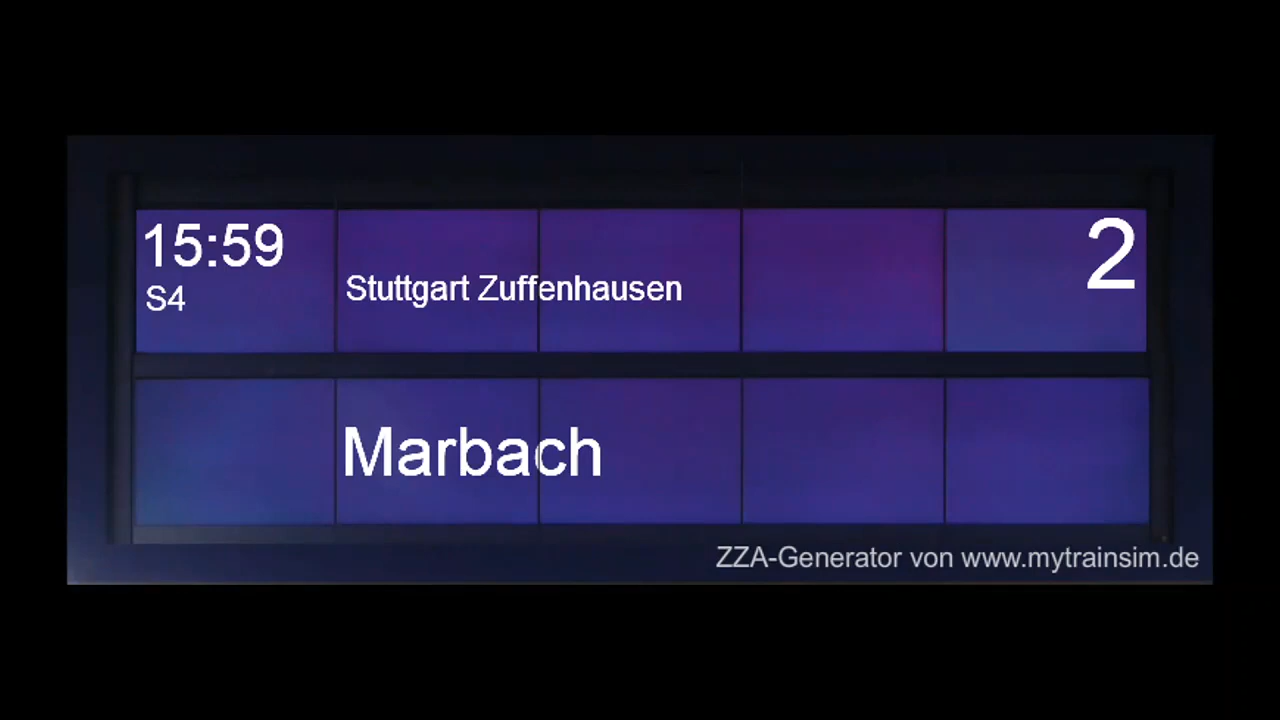 15:59
2
S4
Stuttgart Zuffenhausen
Marbach
ZZA-Generator von www.mytrainsim.de